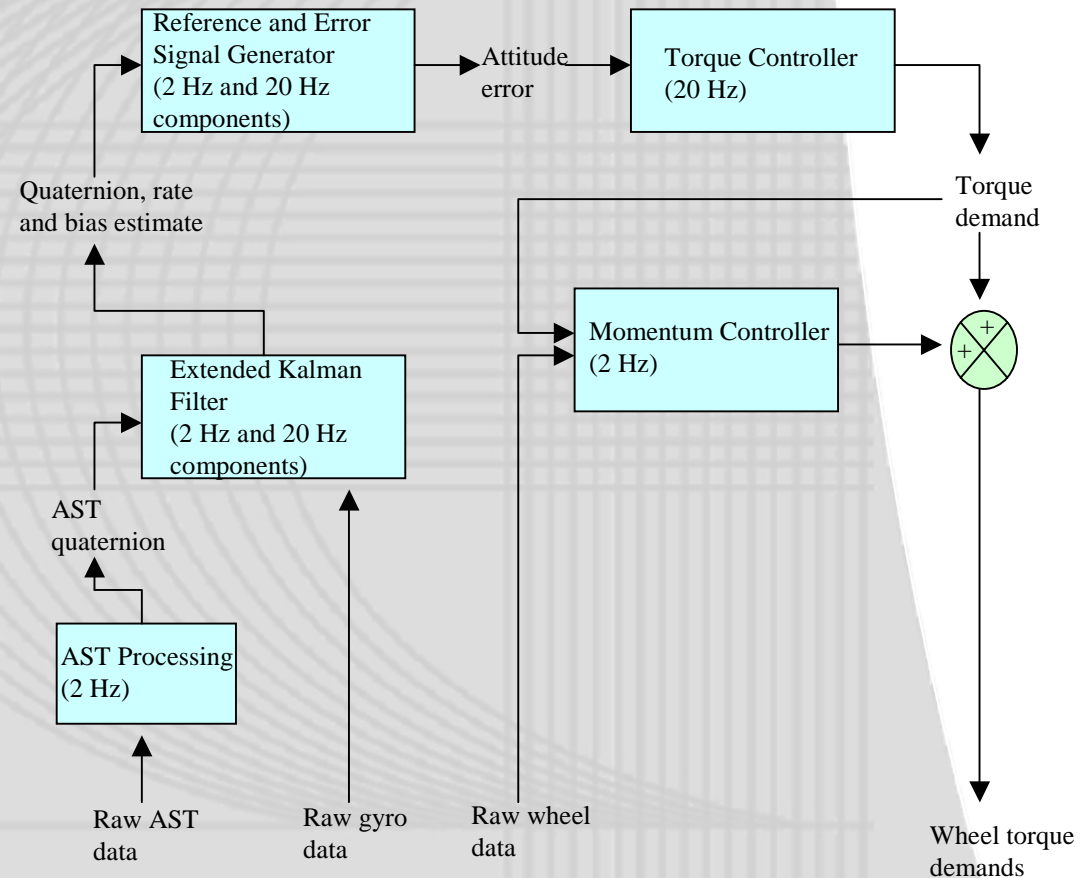 Reference and Error
Signal Generator
(2 Hz and 20 Hz
components)
Attitude
error
Torque Controller
(20 Hz)
Quaternion, rate
and bias estimate
Torque
demand
Momentum Controller
(2 Hz)
+
+
Extended Kalman
Filter
(2 Hz and 20 Hz
components)
AST
quaternion
AST Processing
(2 Hz)
Raw AST
data
Raw gyro
data
Raw wheel
data
Wheel torque
demands